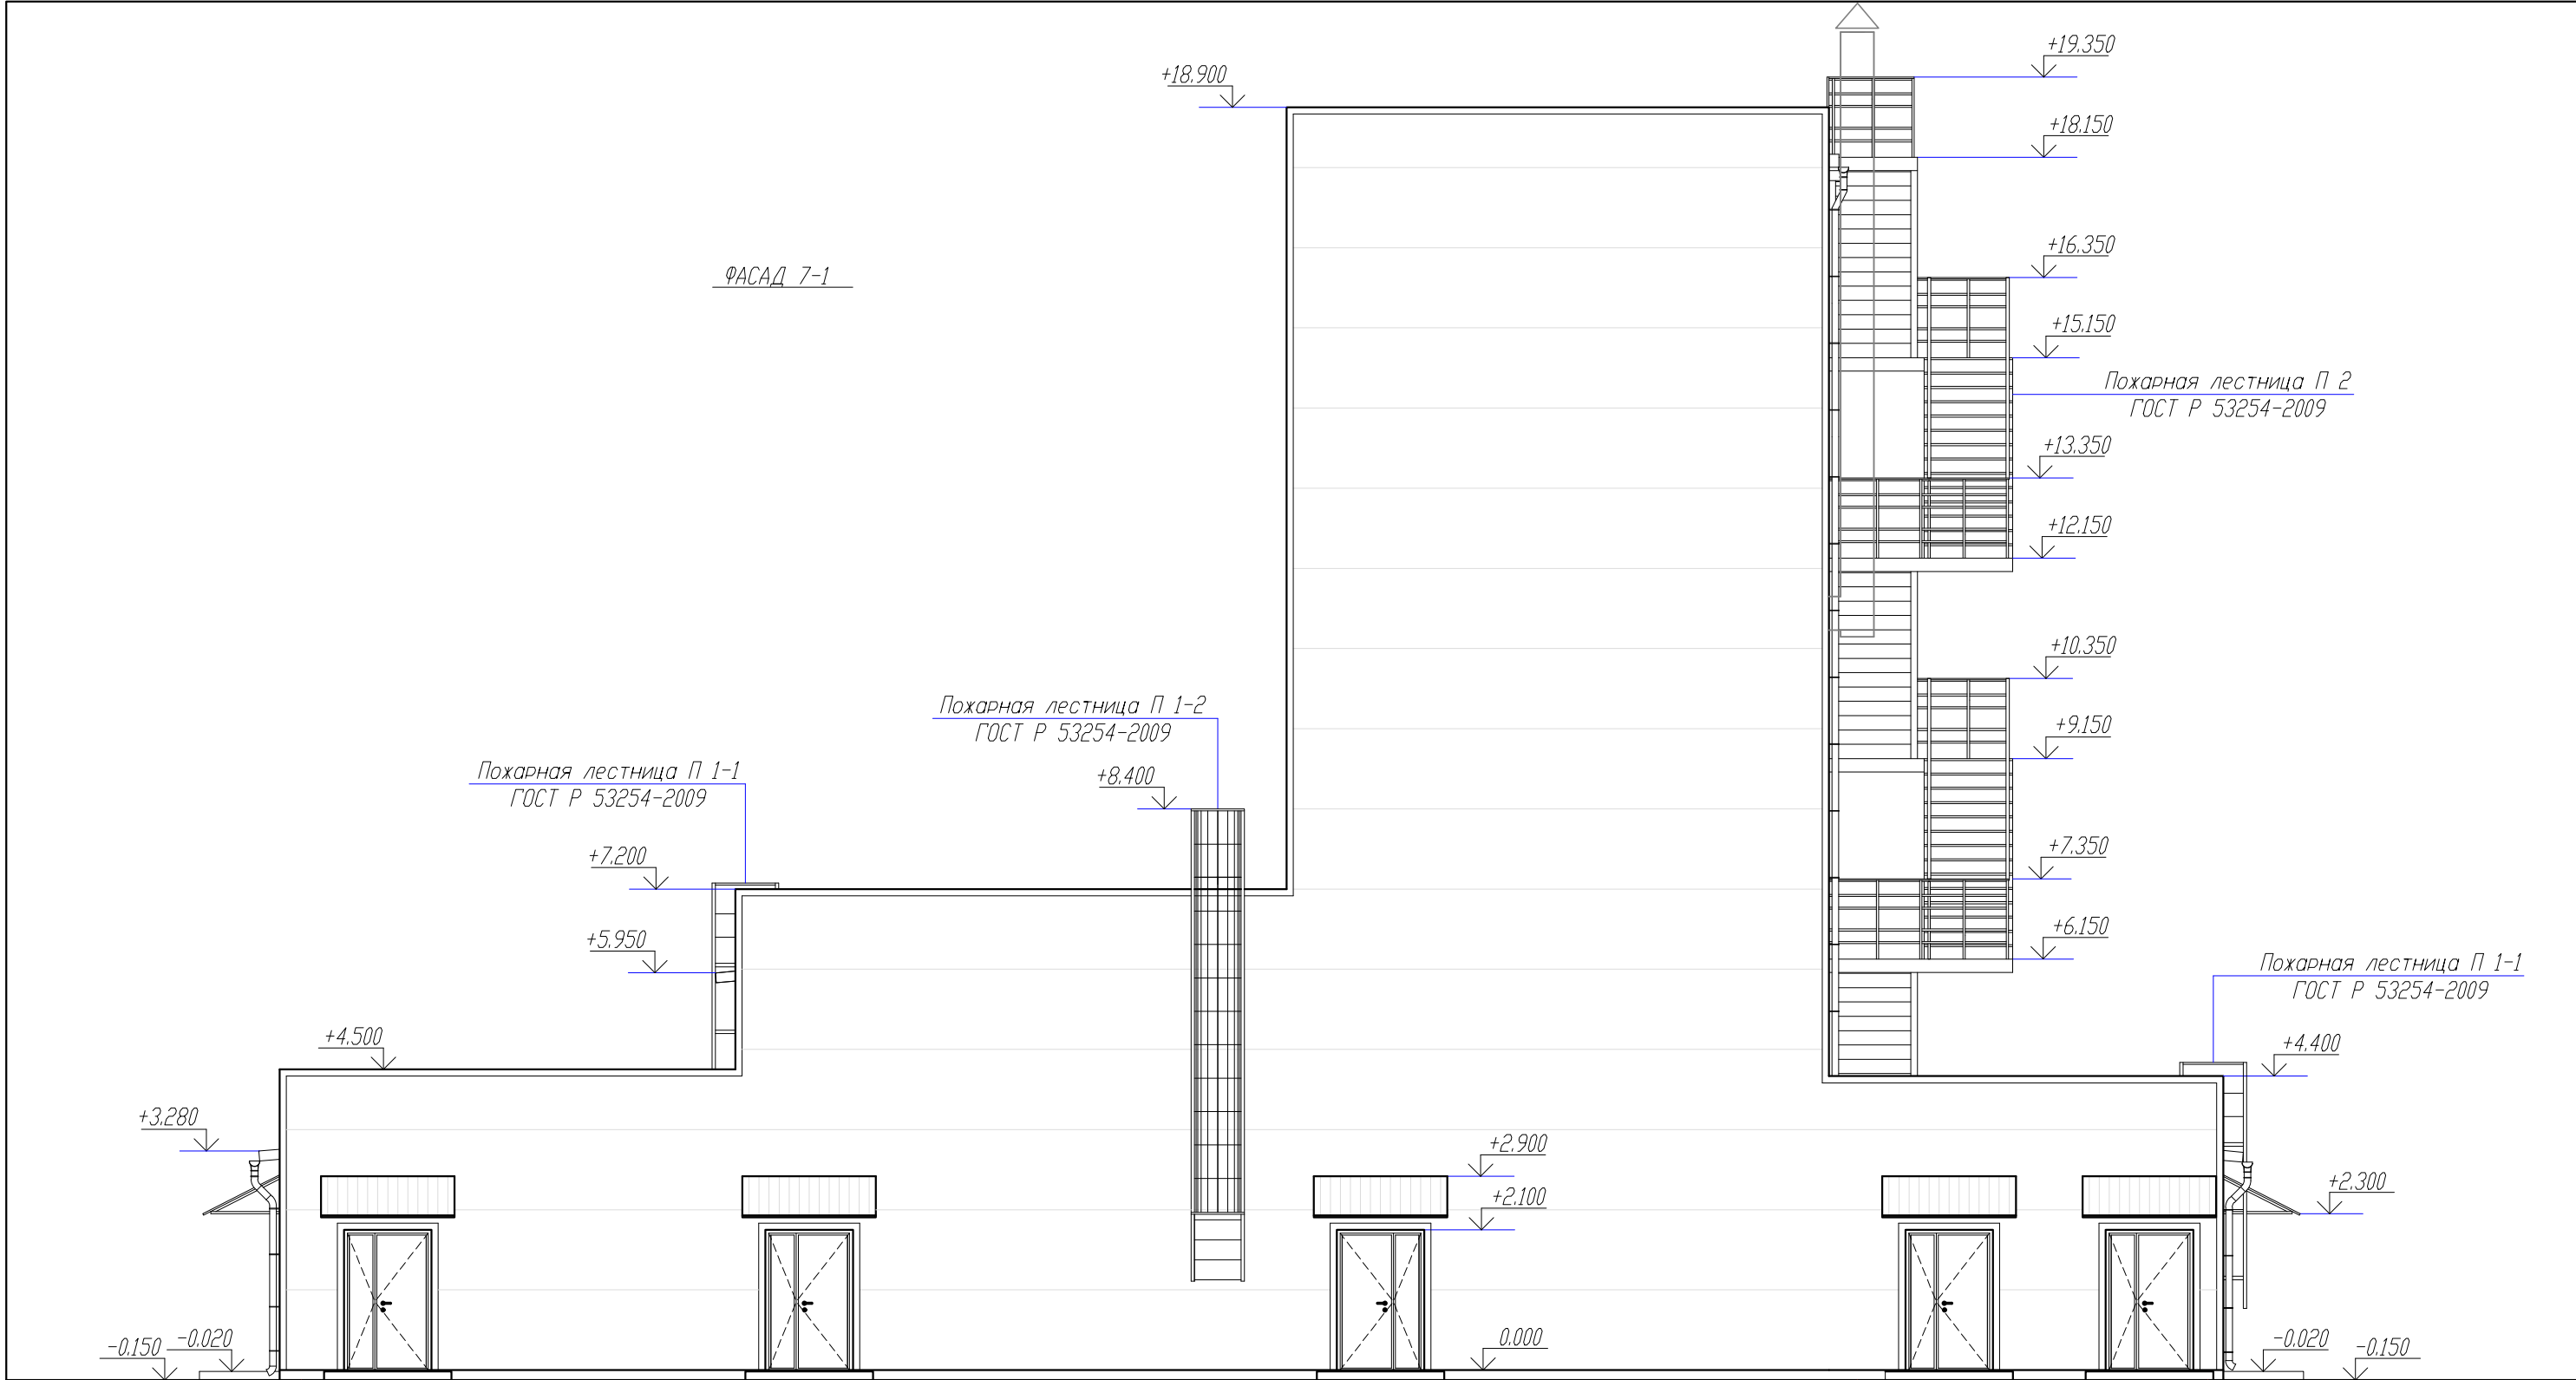 +19.350
+18.900
+18.150
+16.350
ФАСАД 7-1
+15.150
Пожарная лестница П 2
ГОСТ Р 53254-2009
+13.350
+12.150
+10.350
Пожарная лестница П 1-2
ГОСТ Р 53254-2009
+9.150
Пожарная лестница П 1-1
ГОСТ Р 53254-2009
+8.400
+7.200
+7.350
+5.950
+6.150
Пожарная лестница П 1-1
ГОСТ Р 53254-2009
+4.500
+4.400
+3.280
+2.900
+2.100
+2.300
0.000
-0.150
-0.020
-0.020
-0.150